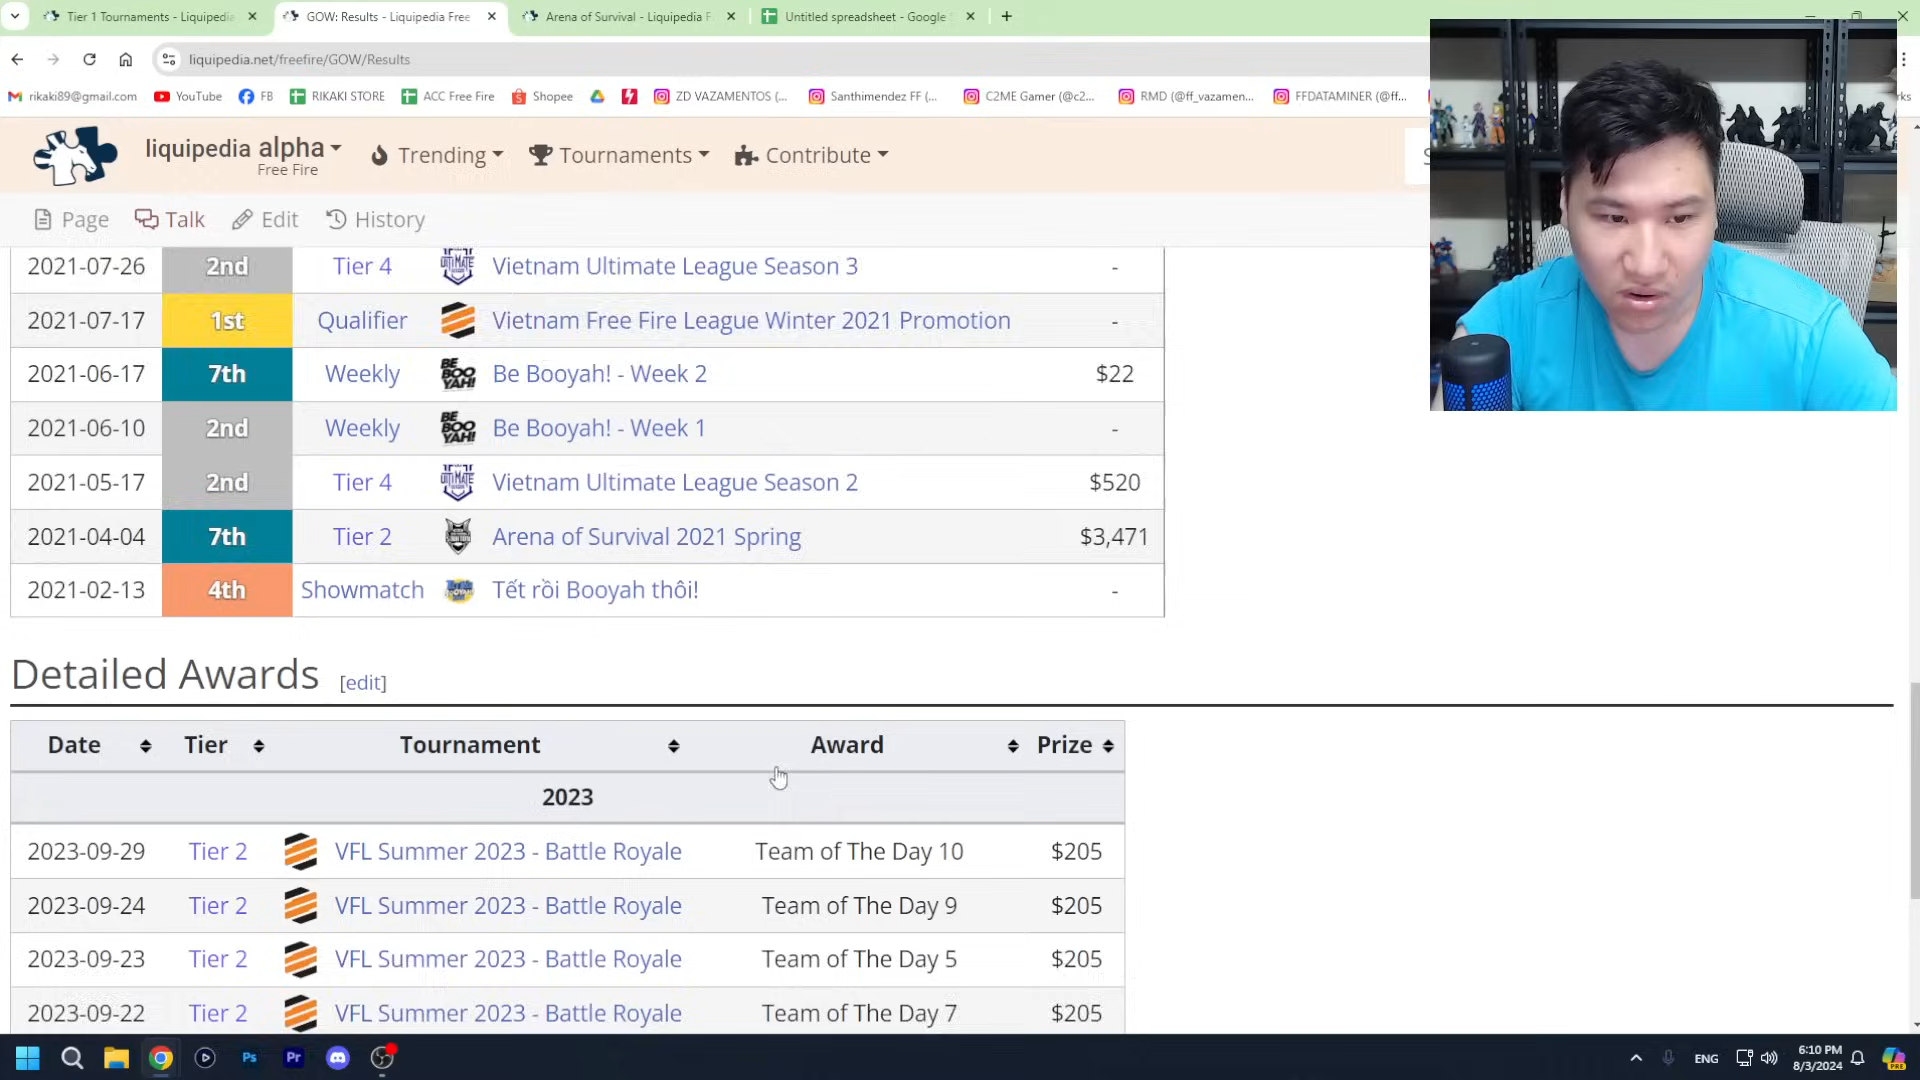 Tier 1 Tournaments - Liquipedia
GOW: Results - Liquipedia Free
Arena of Survival - Liquipedia F
Untitled spreadsheet - Google
liquipedia.net/freefire/GOW/Results
rikaki89@gmail.com YouTube FB RIKAKI STORE ACC Free Fire Shopee ZD VAZAMENTOS (... Santhimendez FF (... C2ME Gamer (@c2... RMD (@ff_vazamen... FFDATAMINER (@ff...
liquipedia alpha Trending Tournaments Contribute
Free Fire
Page Talk Edit History
2021-07-26 2nd Tier 4 Vietnam Ultimate League Season 3 -
2021-07-17 1st Qualifier Vietnam Free Fire League Winter 2021 Promotion -
2021-06-17 7th Weekly BE BOO YAH! Be Booyah! - Week 2 $22
2021-06-10 2nd Weekly BE BOO YAH! Be Booyah! - Week 1 -
2021-05-17 2nd Tier 4 Vietnam Ultimate League Season 2 $520
2021-04-04 7th Tier 2 Arena of Survival 2021 Spring $3,471
2021-02-13 4th Showmatch Tết rồi Booyah thôi! -
Detailed Awards [edit]
Date Tier Tournament Award Prize
2023
2023-09-29 Tier 2 VFL Summer 2023 - Battle Royale Team of The Day 10 $205
2023-09-24 Tier 2 VFL Summer 2023 - Battle Royale Team of The Day 9 $205
2023-09-23 Tier 2 VFL Summer 2023 - Battle Royale Team of The Day 5 $205
2023-09-22 Tier 2 VFL Summer 2023 - Battle Royale Team of The Day 7 $205
Ps Pr ENG 6:10 PM
8/3/2024